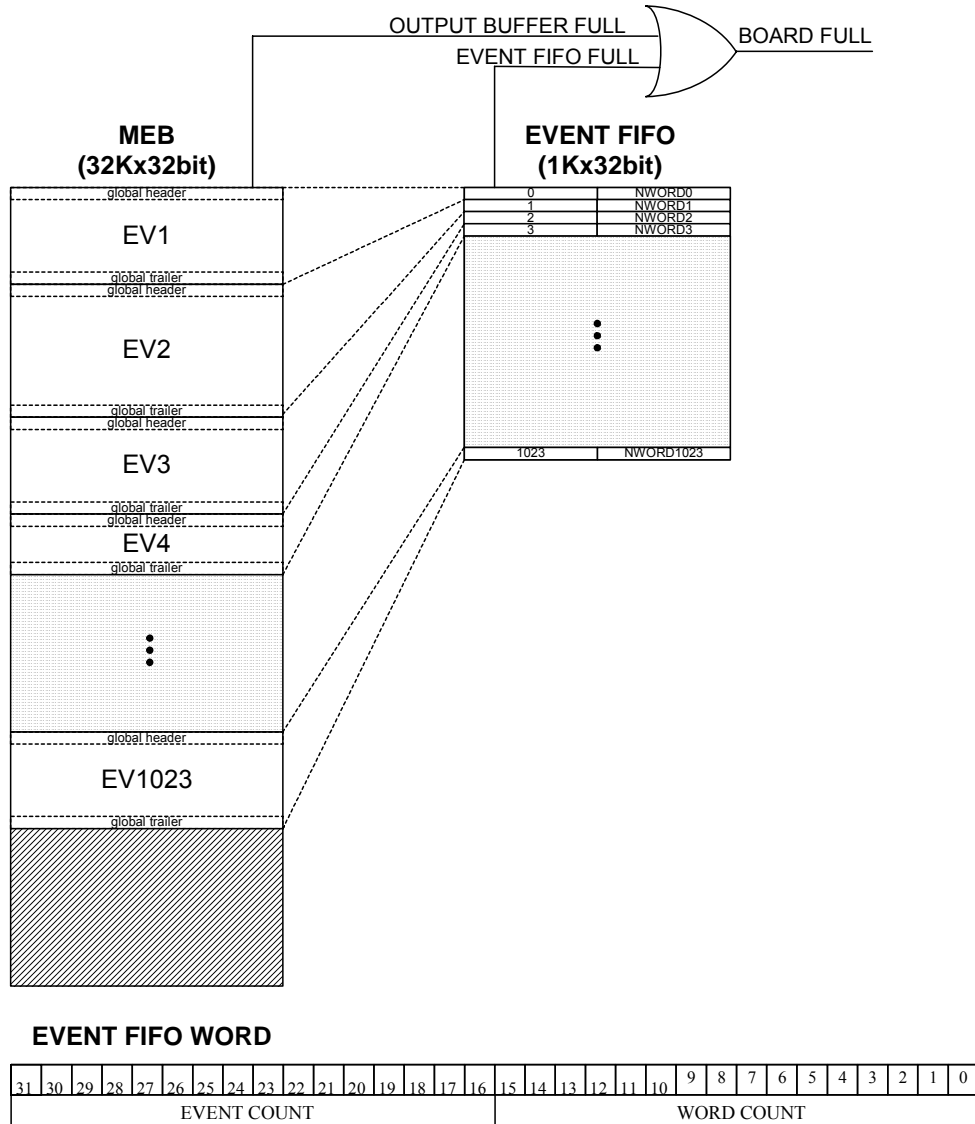 OUTPUT BUFFER FULL
BOARD FULL
EVENT FIFO FULL
MEB
(32Kx32bit)
EVENT FIFO
(1Kx32bit)
global header
EV1
global trailer
global header
EV2
global trailer
global header
EV3
global trailer
global header
EV4
global trailer
global header
EV1023
global trailer
0 NWORD0
1 NWORD1
2 NWORD2
3 NWORD3
1023 NWORD1023
EVENT FIFO WORD
31 30 29 28 27 26 25 24 23 22 21 20 19 18 17 16 15 14 13 12 11 10 9 8 7 6 5 4 3 2 1 0
EVENT COUNT WORD COUNT